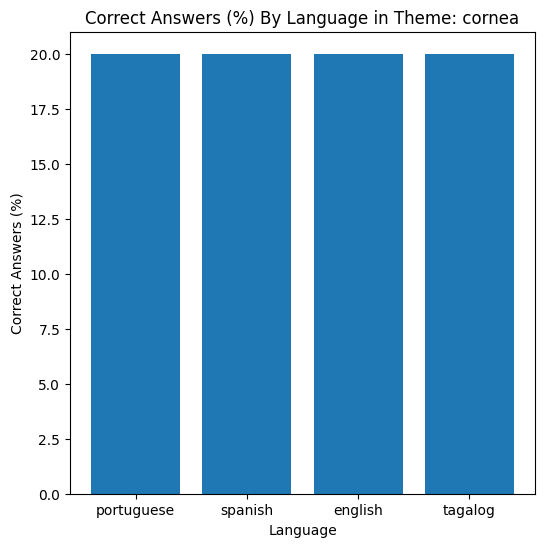 Correct Answers (%) By Language in Theme: cornea
20.0
17.5
15.0
12.5
10.0
7.5
5.0
2.5
0.0
Correct Answers (%)
portuguese spanish english tagalog
Language